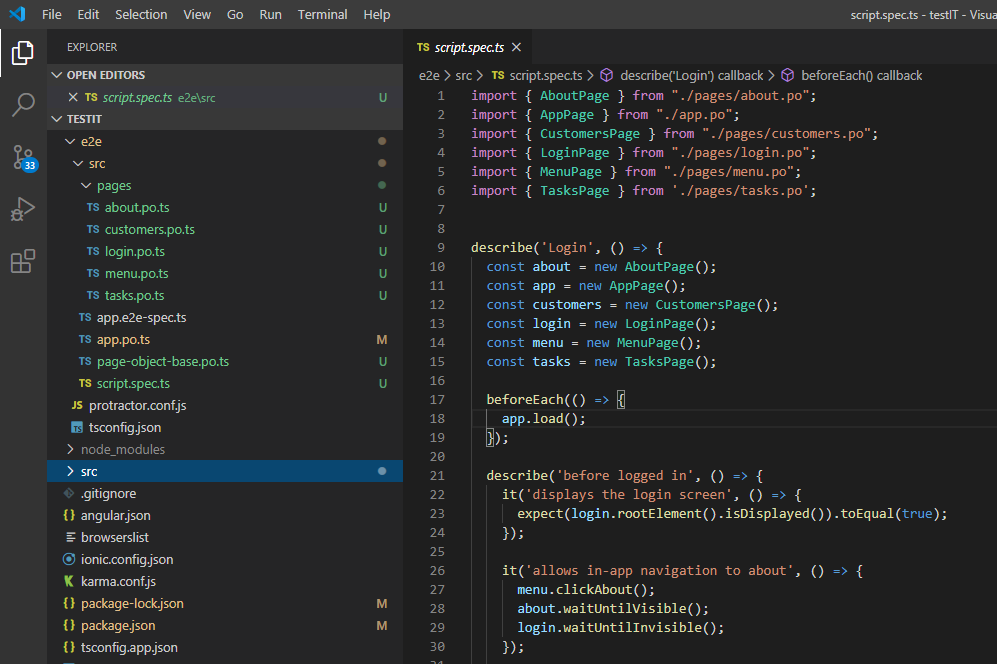 File Edit Selection View Go Run Terminal Help script.spec.ts - testIT - Visua
EXPLORER
OPEN EDITORS
TS script.spec.ts e2e\src U
TESTIT
e2e
src
pages
TS about.po.ts U
TS customers.po.ts U
TS login.po.ts U
TS menu.po.ts U
TS tasks.po.ts U
TS app.e2e-spec.ts
TS app.po.ts M
TS page-object-base.po.ts U
TS script.spec.ts U
JS protractor.conf.js
TS tsconfig.json
node_modules
src
.gitignore
{} angular.json
browserslist
ionic.config.json
K karma.conf.js
{} package-lock.json M
{} package.json M
{} tsconfig.app.json
33
TS script.spec.ts
e2e > src > TS script.spec.ts > describe('Login') callback > beforeEach() callback
1 import { AboutPage } from "./pages/about.po";
2 import { AppPage } from "./app.po";
3 import { CustomersPage } from "./pages/customers.po";
4 import { LoginPage } from "./pages/login.po";
5 import { MenuPage } from "./pages/menu.po";
6 import { TasksPage } from './pages/tasks.po';
7
8
9 describe('Login', () => {
10 const about = new AboutPage();
11 const app = new AppPage();
12 const customers = new CustomersPage();
13 const login = new LoginPage();
14 const menu = new MenuPage();
15 const tasks = new TasksPage();
16
17 beforeEach(() => {
18 app.load();
19 });
20
21 describe('before logged in', () => {
22 it('displays the login screen', () => {
23 expect(login.rootElement().isDisplayed()).toEqual(true);
24 });
25
26 it('allows in-app navigation to about', () => {
27 menu.clickAbout();
28 about.waitUntilVisible();
29 login.waitUntilInvisible();
30 });